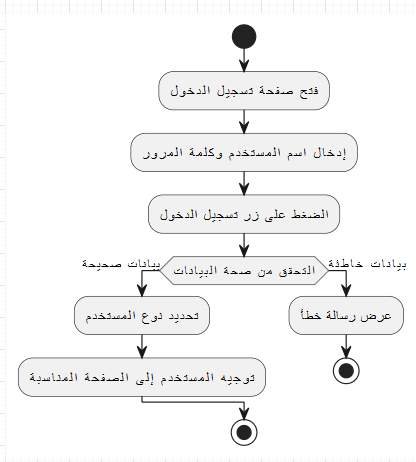 فتح صفحة تسجيل الدخول
إدخال اسم المستخدم وكلمة المرور
الضغط على زر تسجيل الدخول
التحقق من صحة البيانات
بيانات خاطئة
بيانات صحيحة
عرض رسالة خطأ
تحديد نوع المستخدم
توجيه المستخدم إلى الصفحة المناسبة